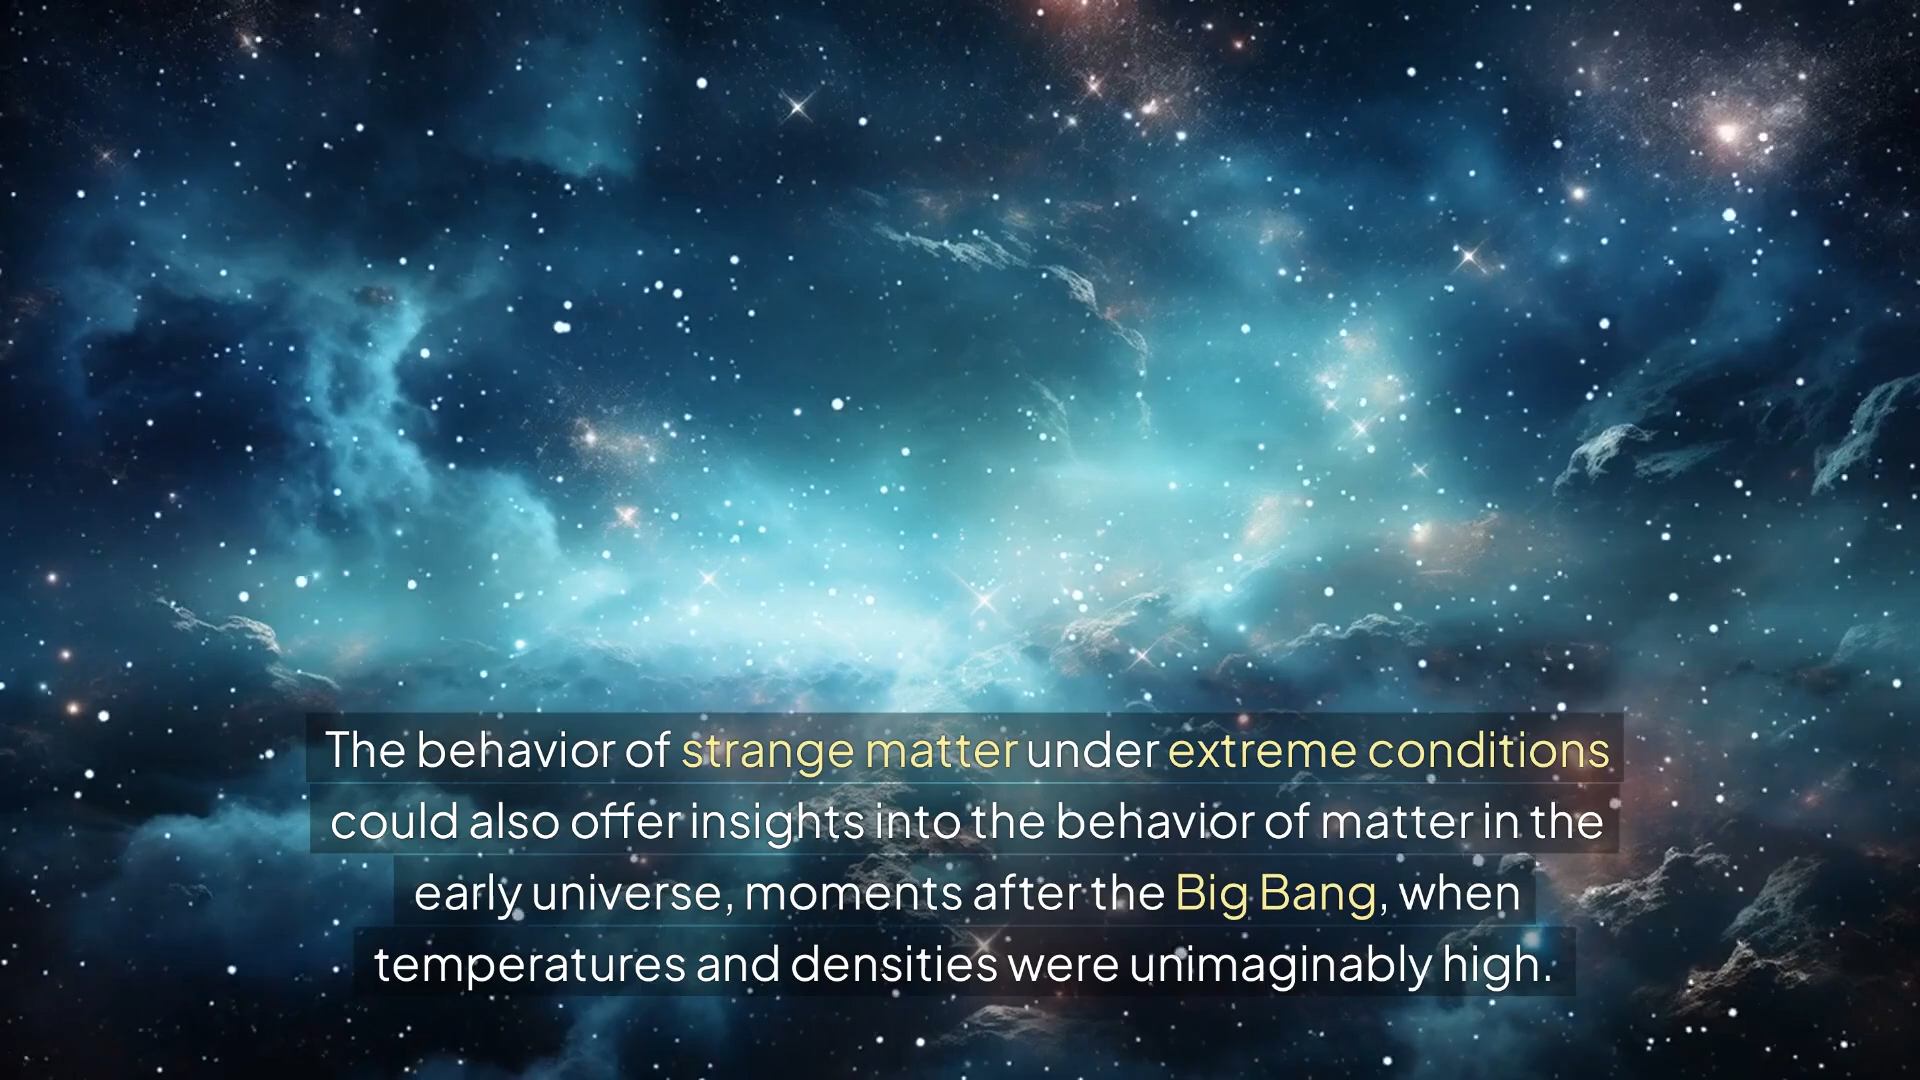 The behavior of strange matter under extreme conditions
could also offer insights into the behavior of matter in the
early universe, moments after the Big Bang, when
temperatures and densities were unimaginably high.